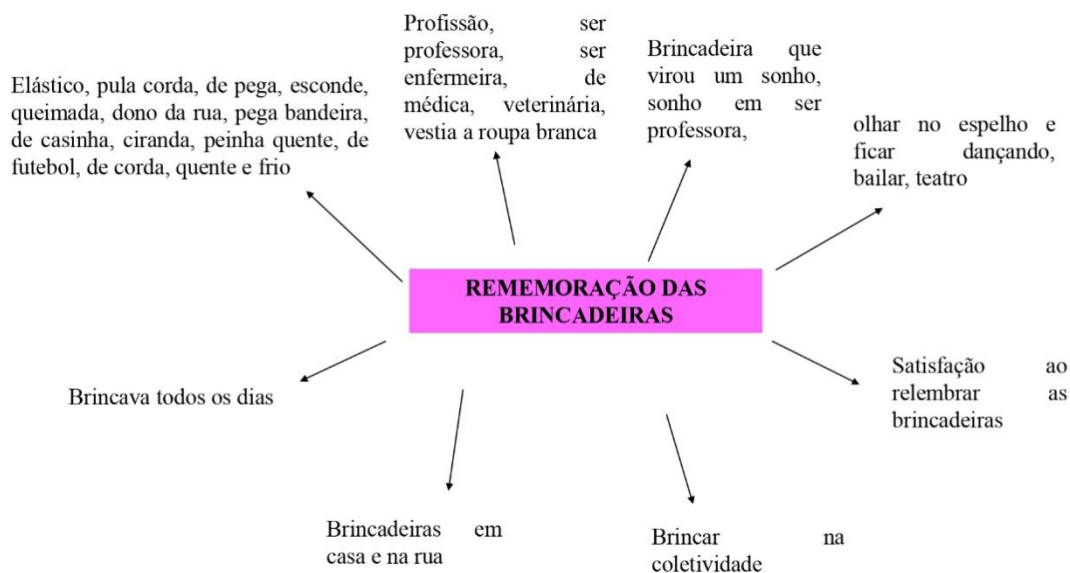 Elástico, pula corda, de pega, esconde,
queimada, dono da rua, pega bandeira,
de casinha, ciranda, peinha quente, de
futebol, de corda, quente e frio
Profissão, ser
professora, ser
enfermeira, de
médica, veterinária,
vestia a roupa branca
Brincadeira que
virou um sonho,
sonho em ser
professora,
olhar no espelho e
ficar dançando,
bailar, teatro
REMEMORAÇÃO DAS
BRINCADEIRAS
Brincava todos os dias
Satisfação ao
relembrar as
brincadeiras
Brincadeiras em
casa e na rua
Brincar na
coletividade